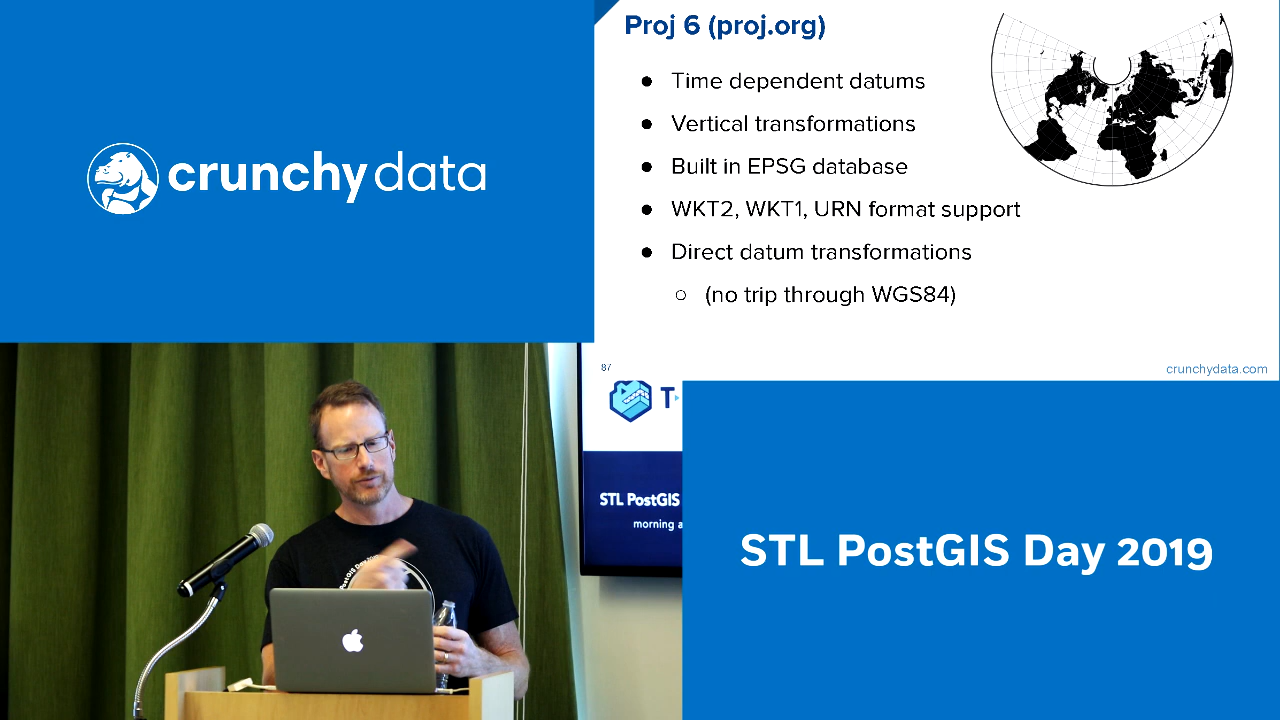 crunchydata
Proj 6 (proj.org)
● Time dependent datums
● Vertical transformations
● Built in EPSG database
● WKT2, WKT1, URN format support
● Direct datum transformations
○ (no trip through WGS84)
87
crunchydata.com
T
STL PostGIS
morning a
STL PostGIS Day 2019